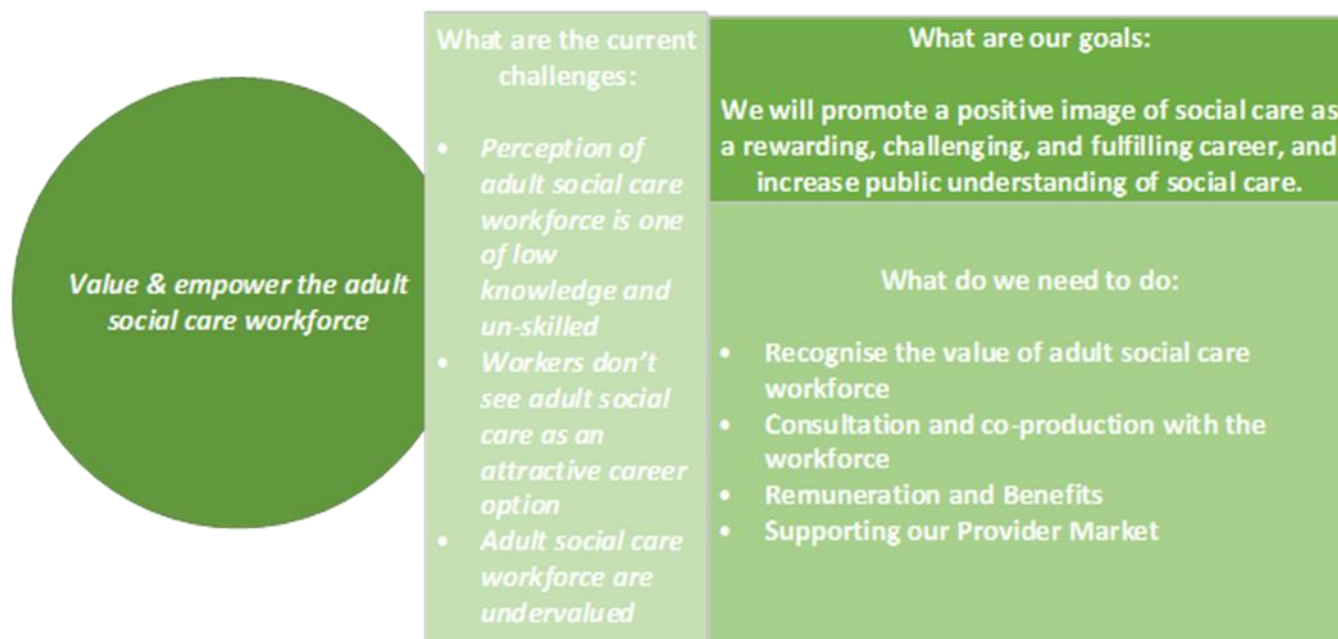 Value & empower the adult
social care workforce
What are the current
challenges:
• Perception of
adult social care
workforce is one
of low
knowledge and
un-skilled
• Workers don't
see adult social
care as an
attractive career
option
• Adult social care
workforce are
undervalued
What are our goals:
We will promote a positive image of social care as
a rewarding, challenging, and fulfilling career, and
increase public understanding of social care.
What do we need to do:
• Recognise the value of adult social care
workforce
• Consultation and co-production with the
workforce
• Remuneration and Benefits
• Supporting our Provider Market